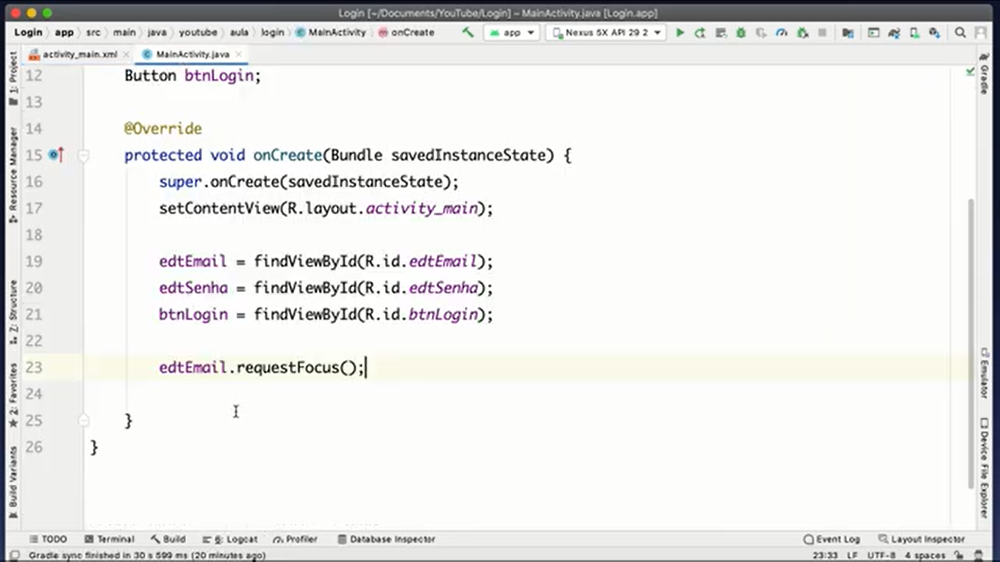 Login [~/Documents/YouTube/Login] – MainActivity.java [Login.app]
Login app src main java youtube aula login MainActivity onCreate app Nexus 5X API 29 2
activity_main.xml MainActivity.java
1: Project
Resource Manager
Z: Structure
2: Favorites
Build Variants
12 Button btnLogin;
13
14 @Override
15 protected void onCreate(Bundle savedInstanceState) {
16 super.onCreate(savedInstanceState);
17 setContentView(R.layout.activity_main);
18
19 edtEmail = findViewById(R.id.edtEmail);
20 edtSenha = findViewById(R.id.edtSenha);
21 btnLogin = findViewById(R.id.btnLogin);
22
23 edtEmail.requestFocus();
24
25 }
26 }
Gradle
Emulator
Device File Explorer
TODO Terminal Build 6: Logcat Profiler Database Inspector Event Log Layout Inspector
Gradle sync finished in 30 s 599 ms (20 minutes ago) 23:33 LF UTF-8 4 spaces